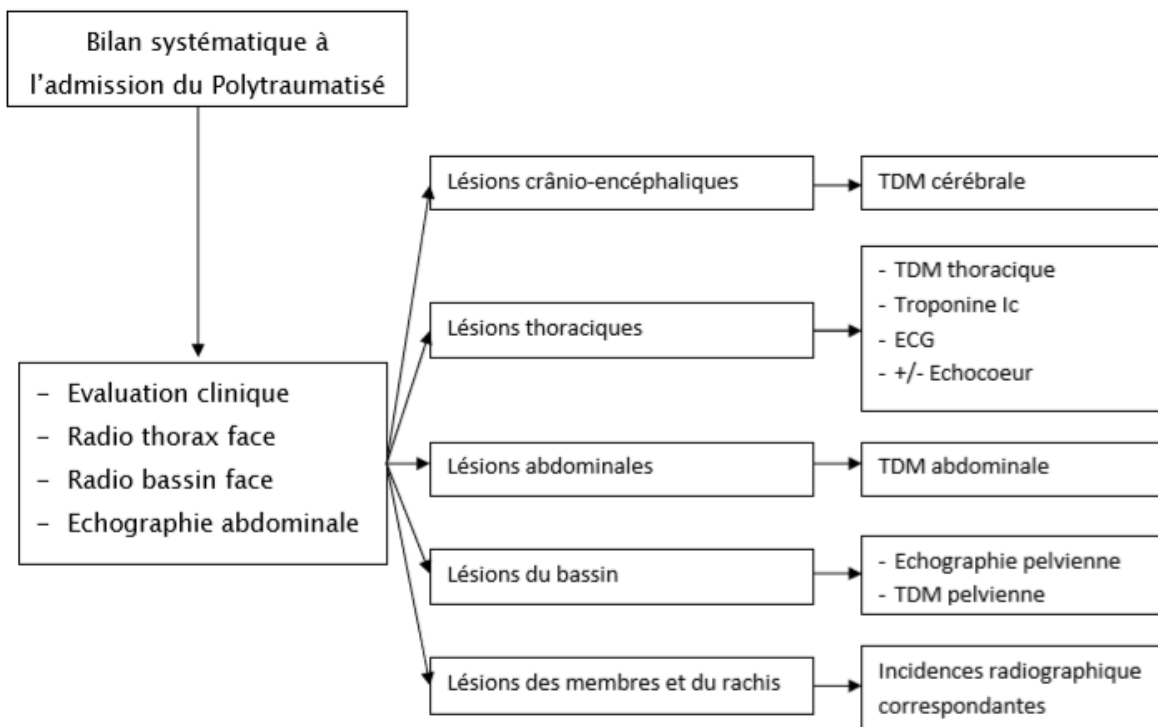 Bilan systématique à
l'admission du Polytraumatisé
– Evaluation clinique
– Radio thorax face
– Radio bassin face
– Echographie abdominale
Lésions crânio-encéphaliques
TDM cérébrale
Lésions thoraciques
- TDM thoracique
- Troponine Ic
- ECG
- +/- Echocoeur
Lésions abdominales
TDM abdominale
Lésions du bassin
- Echographie pelvienne
- TDM pelvienne
Lésions des membres et du rachis
Incidences radiographique
correspondantes